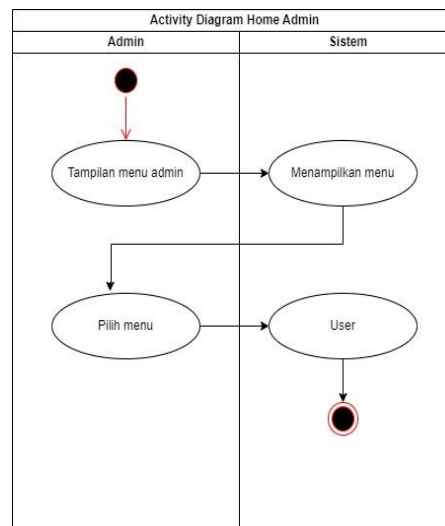 Activity Diagram Home Admin
Admin
Sistem
Tampilan menu admin
Menampilkan menu
Pilih menu
User